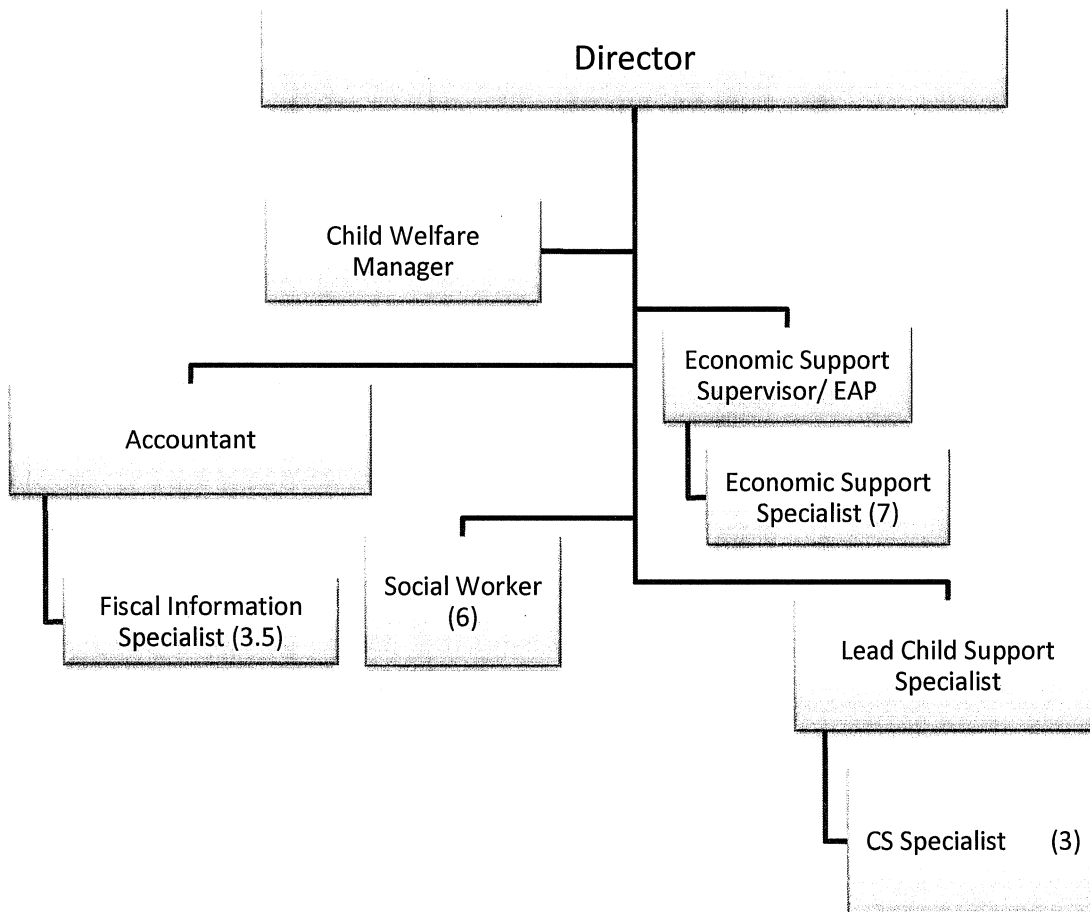 Director
Child Welfare
Manager
Economic Support
Supervisor/ EAP
Accountant
Economic Support
Specialist (7)
Social Worker
(6)
Fiscal Information
Specialist (3.5)
Lead Child Support
Specialist
CS Specialist (3)